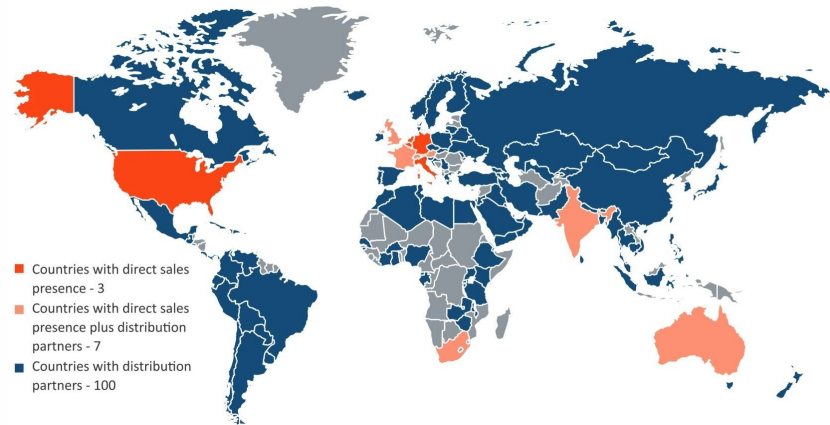 Countries with direct sales
presence - 3
Countries with direct sales
presence plus distribution
partners - 7
Countries with distribution
partners - 100